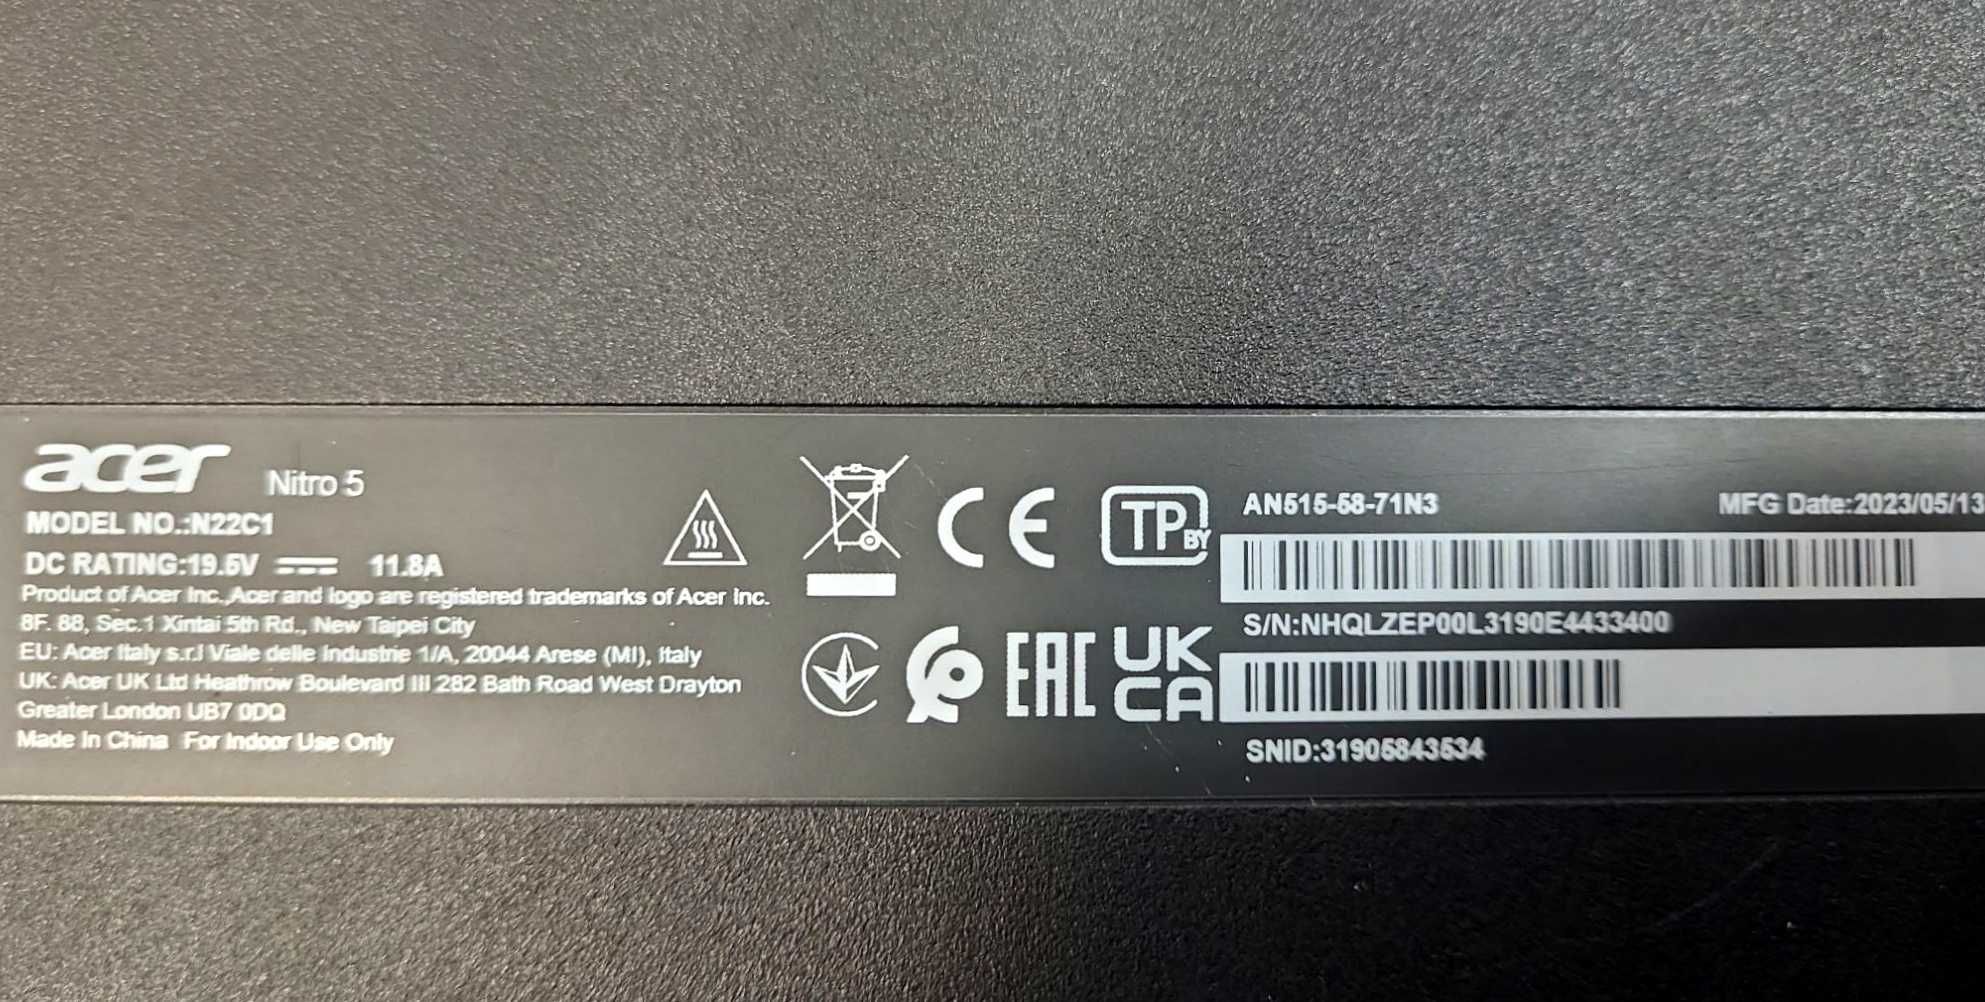 acer Nitro 5
MODEL NO.:N22C1
DC RATING:19.5V 11.8A
Product of Acer Inc.,Acer and logo are registered trademarks of Acer Inc.
8F. 88, Sec.1 Xintai 5th Rd., New Taipei City
EU: Acer Italy s.r.l Viale delle Industrie 1/A, 20044 Arese (MI), Italy
UK: Acer UK Ltd Heathrow Boulevard III 282 Bath Road West Drayton
Greater London UB7 0DQ
Made In China For Indoor Use Only
CE
TP BY
EAC
UK
CA
AN515-58-71N3 MFG Date:2023/05/13
S/N:NHQLZEP00L3190E4433400
SNID:31905843534